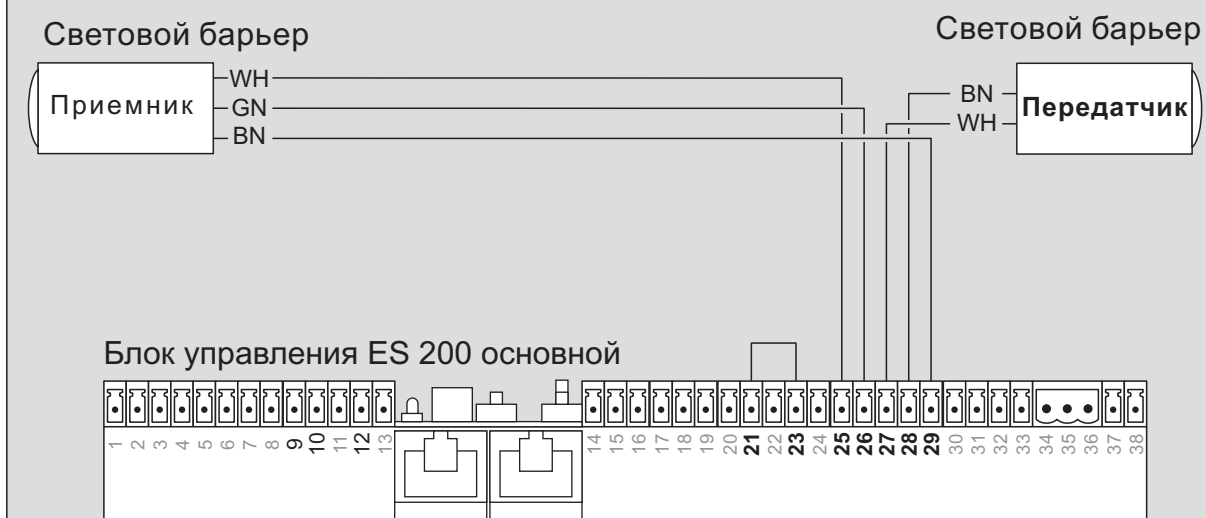 Световой барьер
Световой барьер
Приемник
WH
GN
BN
BN
WH
Передатчик
Блок управления ES 200 основной
1 2 3 4 5 6 7 8 9 10 11 12 13 14 15 16 17 18 19 20 21 22 23 24 25 26 27 28 29 30 31 32 33 34 35 36 37 38